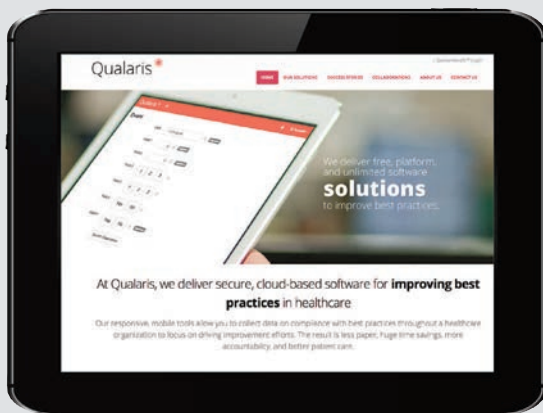 Qualaris*
HOME OUR SOLUTIONS SUCCESS STORIES COLLABORATIONS ABOUT US CONTACT US
We deliver free, platform,
and unlimited software
solutions
to improve best practices.
At Qualaris, we deliver secure, cloud-based software for improving best
practices in healthcare
Our responsive, mobile tools allow you to collect data on compliance with best practices throughout a healthcare
organization to focus on driving improvement efforts. The result is less paper, huge time savings, more
accountability, and better patient care.